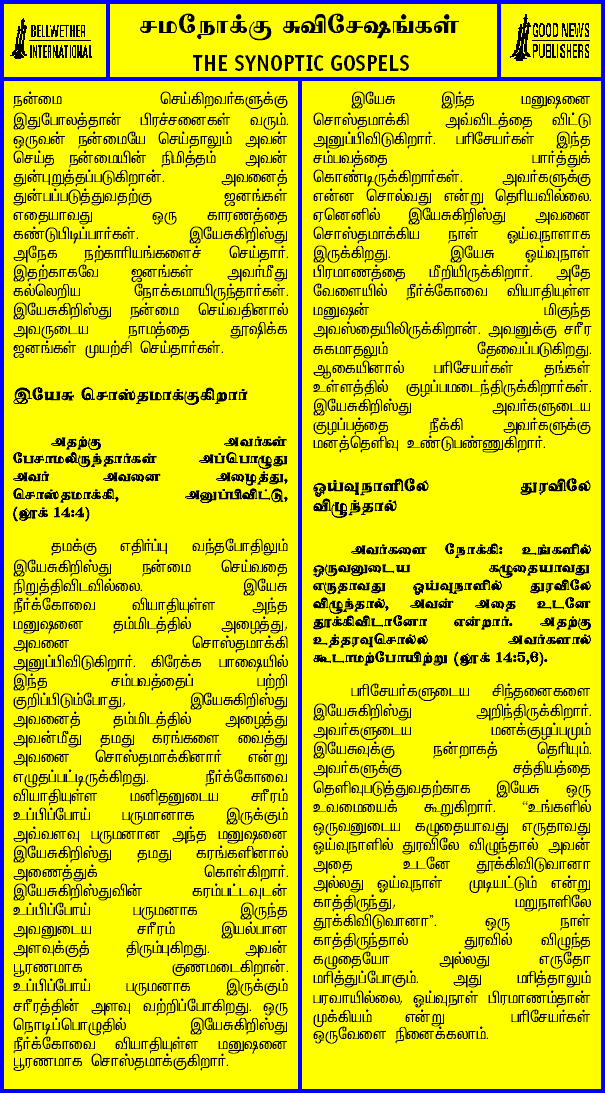 BELLWETHER
INTERNATIONAL
சமநோக்கு சுவிசேஷங்கள்
THE SYNOPTIC GOSPELS
GOOD NEWS
PUBLISHERS
நன்மை செய்கிறவர்களுக்கு
இதுபோலத்தான் பிரச்சனைகள் வரும்.
ஒருவன் நன்மையே செய்தாலும் அவன்
செய்த நன்மையின் நிமித்தம் அவன்
துன்புறுத்தப்படுகிறான். அவனைத்
துன்பப்படுத்துவதற்கு ஜனங்கள்
எதையாவது ஒரு காரணத்தை
கண்டுபிடிப்பார்கள். இயேசுகிறிஸ்து
அநேக நற்காரியங்களைச் செய்தார்.
இதற்காகவே ஜனங்கள் அவர்மீது
கல்லெறிய நோக்கமாயிருந்தார்கள்.
இயேசுகிறிஸ்து நன்மை செய்வதினால்
அவருடைய நாமத்தை தூஷிக்க
ஜனங்கள் முயற்சி செய்தார்கள்.
இயேசு சொஸ்தமாக்குகிறார்
அதற்கு அவர்கள்
பேசாமலிருந்தார்கள் அப்பொழுது
அவர் அவனை அழைத்து,
சொஸ்தமாக்கி, அனுப்பிவிட்டு,
(லூக் 14:4)
தமக்கு எதிர்ப்பு வந்தபோதிலும்
இயேசுகிறிஸ்து நன்மை செய்வதை
நிறுத்திவிடவில்லை. இயேசு
நீர்க்கோவை வியாதியுள்ள அந்த
மனுஷனை தம்மிடத்தில் அழைத்து,
அவனை சொஸ்தமாக்கி
அனுப்பிவிடுகிறார். கிரேக்க பாஷையில்
இந்த சம்பவத்தைப் பற்றி
குறிப்பிடும்போது, இயேசுகிறிஸ்து
அவனைத் தம்மிடத்தில் அழைத்து
அவன்மீது தமது கரங்களை வைத்து
அவனை சொஸ்தமாக்கினார் என்று
எழுதப்பட்டிருக்கிறது. நீர்க்கோவை
வியாதியுள்ள மனிதனுடைய சரீரம்
உப்பிப்போய் பருமானாக இருக்கும்
அவ்வளவு பருமனான அந்த மனுஷனை
இயேசுகிறிஸ்து தமது கரங்களினால்
அணைத்துக் கொள்கிறார்.
இயேசுகிறிஸ்துவின் கரம்பட்டவுடன்
உப்பிப்போய் பருமனாக இருந்த
அவனுடைய சரீரம் இயல்பான
அளவுக்குத் திரும்புகிறது. அவன்
பூரணமாக குணமடைகிறான்.
உப்பிப்போய் பருமனாக இருக்கும்
சரீரத்தின் அளவு வற்றிப்போகிறது. ஒரு
நொடிப்பொழுதில் இயேசுகிறிஸ்து
நீர்க்கோவை வியாதியுள்ள மனுஷனை
பூரணமாக சொஸ்தமாக்குகிறார்.
இயேசு இந்த மனுஷனை
சொஸ்தமாக்கி அவ்விடத்தை விட்டு
அனுப்பிவிடுகிறார். பரிசேயர்கள் இந்த
சம்பவத்தை பார்த்துக்
கொண்டிருக்கிறார்கள். அவர்களுக்கு
என்ன சொல்வது என்று தெரியவில்லை.
ஏனெனில் இயேசுகிறிஸ்து அவனை
சொஸ்தமாக்கிய நாள் ஓய்வுநாளாக
இருக்கிறது. இயேசு ஓய்வுநாள்
பிரமாணத்தை மீறியிருக்கிறார். அதே
வேளையில் நீர்க்கோவை வியாதியுள்ள
மனுஷன் மிகுந்த
அவஸ்தையிலிருக்கிறான். அவனுக்கு சரீர
சுகமாதலும் தேவைப்படுகிறது.
ஆகையினால் பரிசேயர்கள் தங்கள்
உள்ளத்தில் குழப்பமடைந்திருக்கிறார்கள்.
இயேசுகிறிஸ்து அவர்களுடைய
குழப்பத்தை நீக்கி அவர்களுக்கு
மனத்தெளிவு உண்டுபண்ணுகிறார்.
ஓய்வுநாளிலே துரவிலே
விழுந்தால்
அவர்களை நோக்கி: உங்களில்
ஒருவனுடைய கழுதையாவது
எருதாவது ஓய்வுநாளில் துரவிலே
விழுந்தால், அவன் அதை உடனே
தூக்கிவிடானோ என்றார். அதற்கு
உத்தரவுசொல்ல அவர்களால்
கூடாமற்போயிற்று (லூக் 14:5,6).
பரிசேயர்களுடைய சிந்தனைகளை
இயேசுகிறிஸ்து அறிந்திருக்கிறார்.
அவர்களுடைய மனக்குழப்பமும்
இயேசுவுக்கு நன்றாகத் தெரியும்.
அவர்களுக்கு சத்தியத்தை
தெளிவுபடுத்துவதற்காக இயேசு ஒரு
உவமையைக் கூறுகிறார். “உங்களில்
ஒருவனுடைய கழுதையாவது எருதாவது
ஓய்வுநாளில் துரவிலே விழுந்தால் அவன்
அதை உடனே தூக்கிவிடுவானா
அல்லது ஓய்வுநாள் முடியட்டும் என்று
காத்திருந்து, மறுநாளிலே
தூக்கிவிடுவானா”. ஒரு நாள்
காத்திருந்தால் துரவில் விழுந்த
கழுதையோ அல்லது எருதோ
மரித்துப்போகும். அது மரித்தாலும்
பரவாயில்லை, ஓய்வுநாள் பிரமாணம்தான்
முக்கியம் என்று பரிசேயர்கள்
ஒருவேளை நினைக்கலாம்.